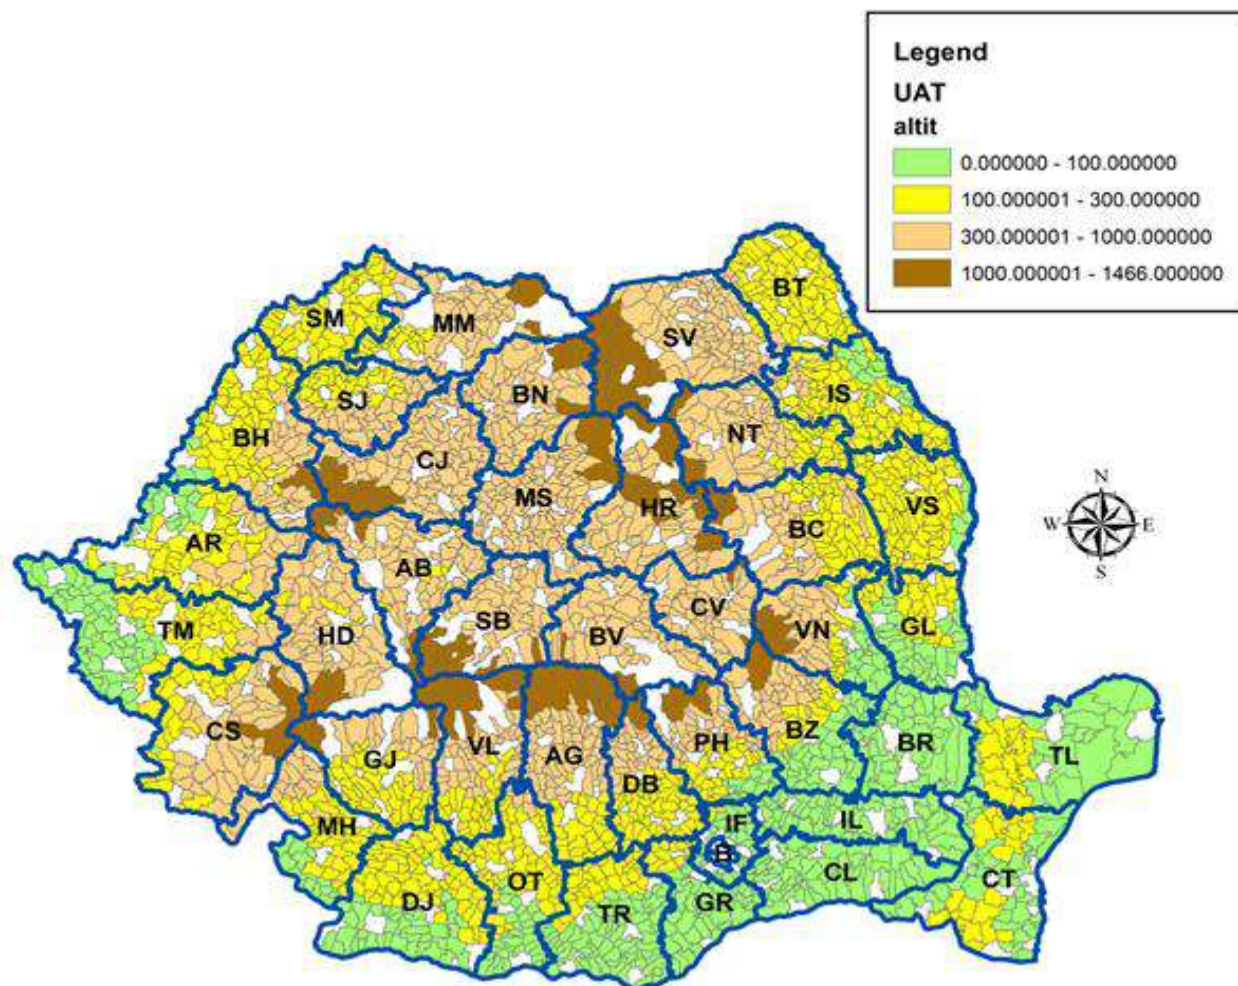 Legend
UAT
altit
0.000000 - 100.000000
100.000001 - 300.000000
300.000001 - 1000.000000
1000.000001 - 1466.000000
N
W E
S
BT
SM
MM
SV
BN
IS
SJ
BH
NT
CJ
MS
HR
VS
BC
AR
AB
CV
SB
TM
HD
BV
VN
GL
CS
VL
PH
BZ
BR
TL
GJ
AG
DB
MH
IF
IL
B
CL
CT
OT
DJ
TR
GR